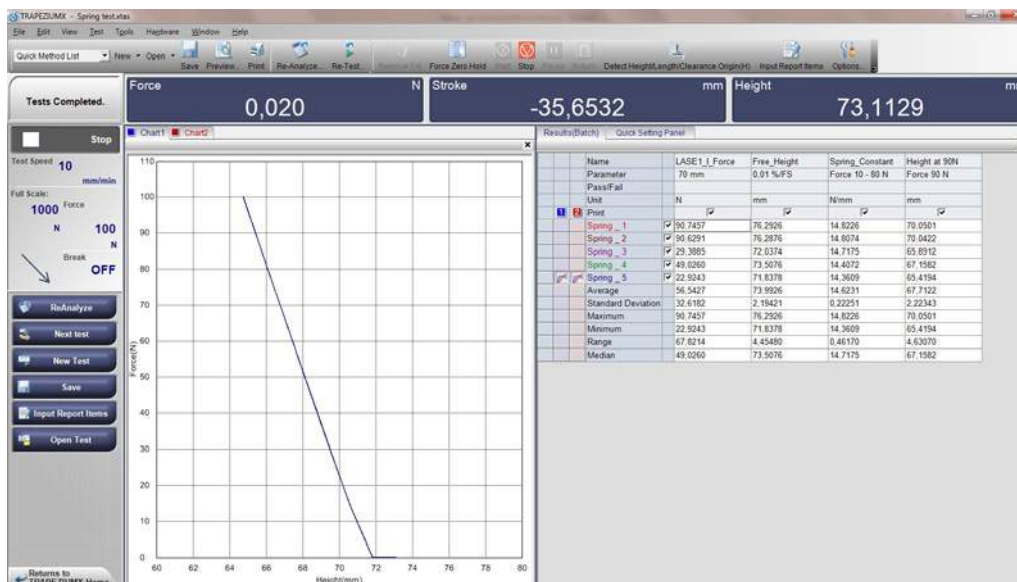 TRAPEZIUMX - Spring test.xtas
File Edit View Test Tools Hardware Window Help
Quick Method List New Open Save Preview... Print Re-Analyze... Re-Test... Force Zero Hold Stop Detect Height/Length/Clearance Origin(H) Input Report Items Options...
Tests Completed.
Force N Stroke mm Height
0,020 -35,6532 73,1129
Stop
Test Speed 10
mm/min
Full Scale:
1000 Force
N 100
N
Break
OFF
ReAnalyze
Next test
New Test
Save
Input Report Items
Open Test
Returns to
TRAPEZIUMX Home
Chart1 Chart2
110
100
90
80
70
60
50
40
30
20
10
0
Force(N)
60 62 64 66 68 70 72 74 76 78 80
Height(mm)
Results(Batch) Quick Setting Panel
Name LASE1_I_Force Free_Height Spring_Constant Height at 90N
Parameter 70 mm 0.01 %/FS Force 10 - 80 N Force 90 N
Pass/Fail
Unit N mm N/mm mm
1 2 Print
Spring _ 1 90,7457 76,2926 14,8226 70,0501
Spring _ 2 90,6291 76,2876 14,8074 70,0422
Spring _ 3 29,3885 72,0374 14,7175 65,8912
Spring _ 4 49,0260 73,5076 14,4072 67,1582
Spring _ 5 22,9243 71,8378 14,3609 65,4194
Average 56,5427 73,9926 14,6231 67,7122
Standard Deviation 32,6182 2,19421 0,22251 2,22343
Maximum 90,7457 76,2926 14,8226 70,0501
Minimum 22,9243 71,8378 14,3609 65,4194
Range 67,8214 4,45480 0,46170 4,63070
Median 49,0260 73,5076 14,7175 67,1582